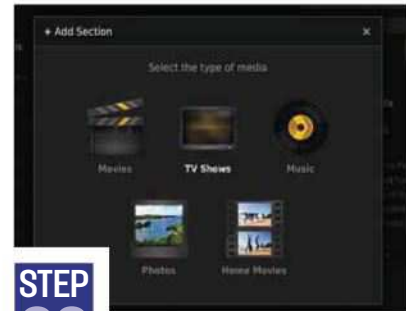 + Add Section ×
Select the type of media
Movies TV Shows Music
Photos Home Movies
STEP